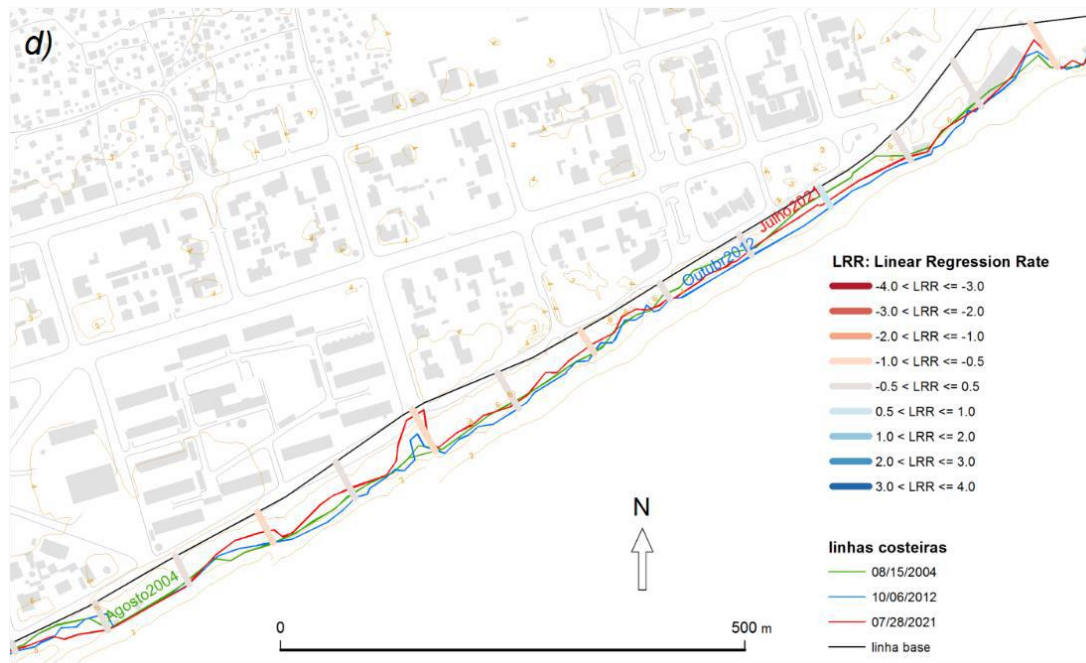 d)
Julho2021
Outubr2012
Agosto2004
LRR: Linear Regression Rate
-4.0 < LRR <= -3.0
-3.0 < LRR <= -2.0
-2.0 < LRR <= -1.0
-1.0 < LRR <= -0.5
-0.5 < LRR <= 0.5
0.5 < LRR <= 1.0
1.0 < LRR <= 2.0
2.0 < LRR <= 3.0
3.0 < LRR <= 4.0
N
linhas costeiras
08/15/2004
10/06/2012
07/28/2021
linha base
0
500 m